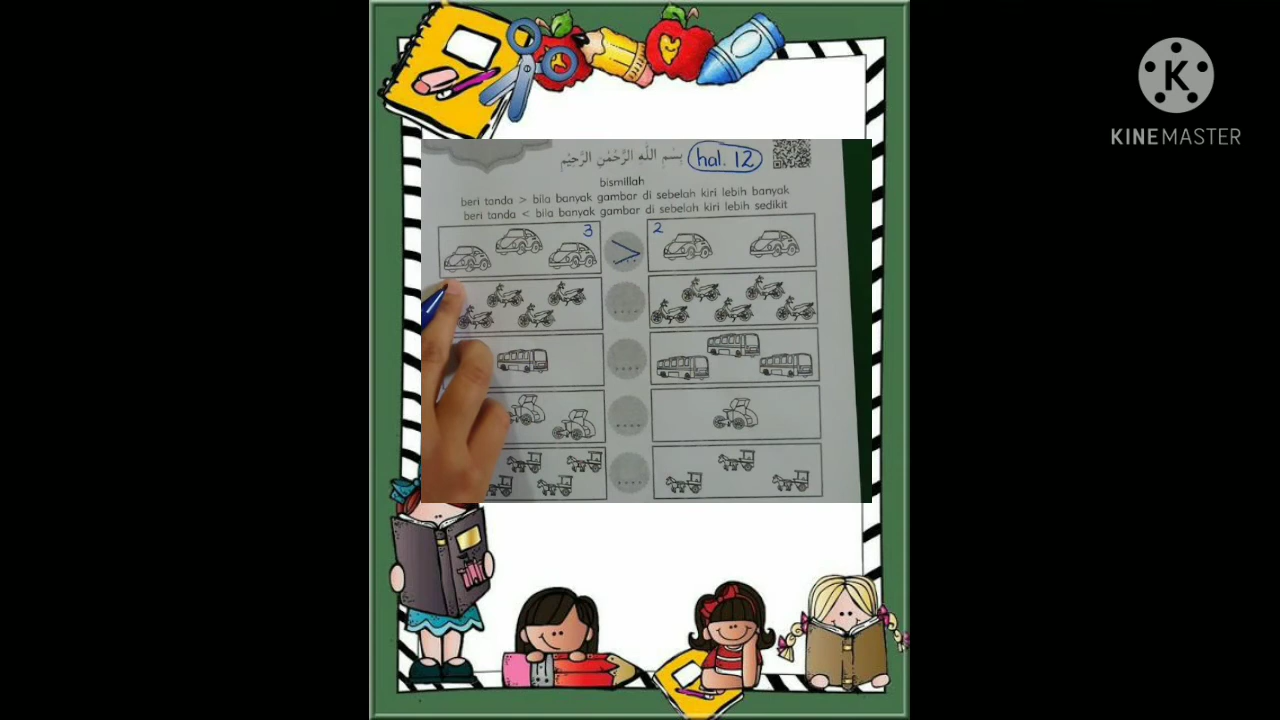 K
KINEMASTER
بِسْمِ اللّٰهِ الرَّحْمٰنِ الرَّحِيْمِ hal. 12
bismillah
beri tanda > bila banyak gambar di sebelah kiri lebih banyak
beri tanda < bila banyak gambar di sebelah kiri lebih sedikit
3 > 2
....
....
....
....